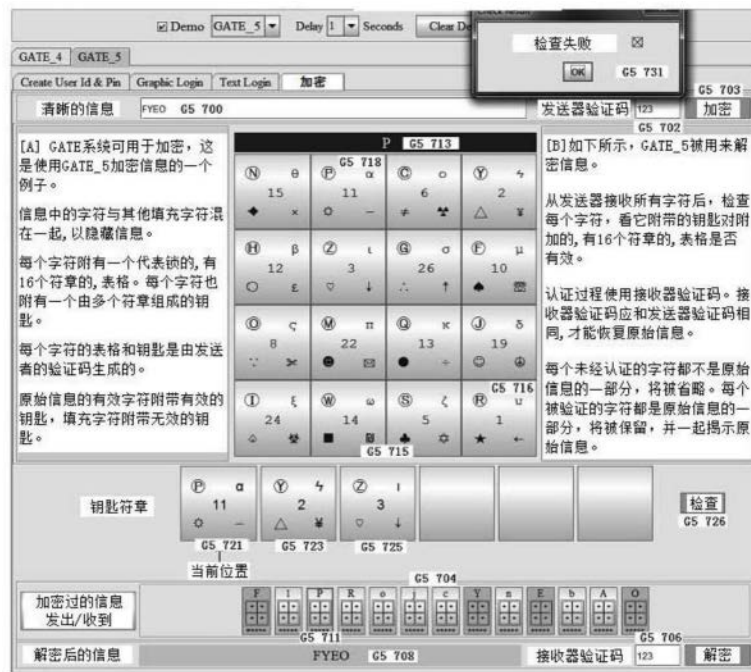 Demo GATE_5 Delay 1 Seconds Clear De
检查失败
OK G5 731
GATE_4 GATE_5
Create User Id & Pin Graphic Login Text Login 加密
G5 703
清晰的信息 FYEO G5 700 发送器验证码 123 加密
G5 702
[A] GATE系统可用于加密，这
是使用GATE_5加密信息的一个
例子。
信息中的字符与其他填充字符混
在一起，以隐藏信息。
每个字符附有一个代表锁的，有
16个符章的，表格。每个字符也
附有一个由多个符章组成的钥
匙。
每个字符的表格和钥匙是由发送
者的验证码生成的。
原始信息的有效字符附带有效的
钥匙，填充字符附带无效的钥
匙。
P G5 713
G5 718
Ⓝ θ Ⓟ α Ⓒ ο Ⓨ ϟ
15 11 6 2
◆ × ☼ − ≠ ☢ △ ¥
Ⓗ β Ⓩ ι Ⓖ σ Ⓕ μ
12 3 26 10
○ £ ♡ ↓ ∴ ↑ ♠ ☏
Ⓞ ς Ⓜ π Ⓠ κ Ⓙ δ
8 22 13 19
∵ ✂ ☻ ✉ ● ÷ ☺ ☮
G5 716
Ⓘ ξ Ⓦ ω Ⓢ ζ Ⓡ υ
24 14 5 1
♤ ☣ ■ ₪ ♣ ✡ ★ ←
G5 715
[B]如下所示，GATE_5被用来解
密信息。
从发送器接收所有字符后，检查
每个字符，看它附带的钥匙对附
加的，有16个符章的，表格是否
有效。
认证过程使用接收器验证码。接
收器验证码应和发送器验证码相
同，才能恢复原始信息。
每个未经认证的字符都不是原始
信息的一部分，将被省略。每个
被验证的字符都是原始信息的一
部分，将被保留，并一起揭示原
始信息。
Ⓟ α Ⓨ ϟ Ⓩ ι
钥匙符章 11 2 3 检查
☼ − △ ¥ ♡ ↓
G5 726
G5 721 G5 723 G5 725
当前位置
G5 704
加密过的信息
发出/收到
F l P R o j c Y n E b A O
G5 711 G5 706
解密后的信息 FYEO G5 708 接收器验证码 123 解密